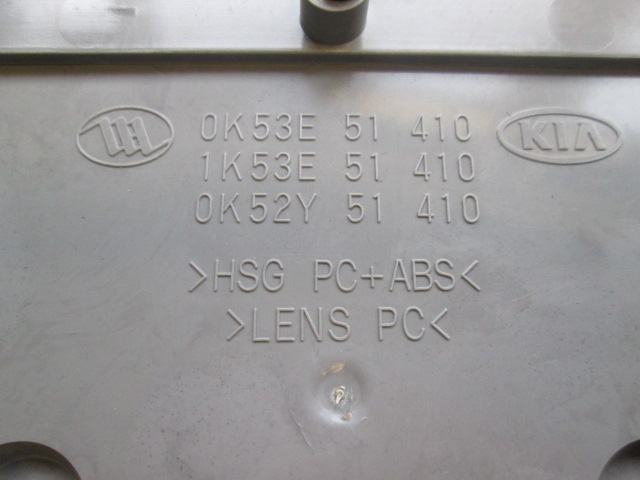 0K53E 51 410
KIA
1K53E 51 410
0K52Y 51 410
>HSG PC+ABS<
>LENS PC<